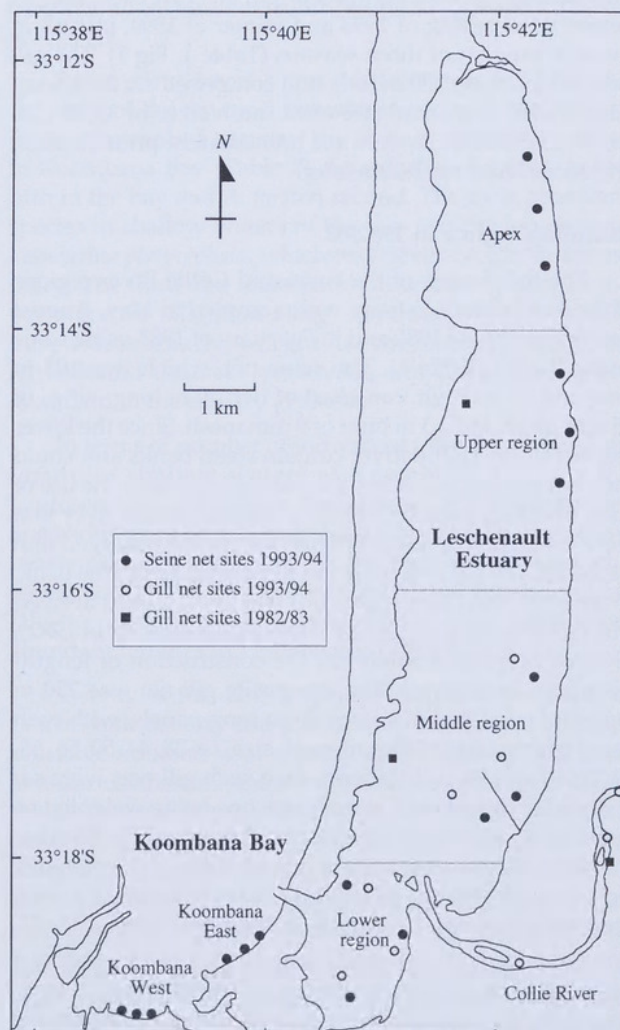 115°38'E
115°40'E
115°42'E
33°12'S
N
Apex
33°14'S
1 km
Upper region
Leschenault
Estuary
Seine net sites 1993/94
Gill net sites 1993/94
Gill net sites 1982/83
33°16'S
Middle region
Koombana Bay
33°18'S
Koombana
East
Lower
region
Koombana
West
Collie River